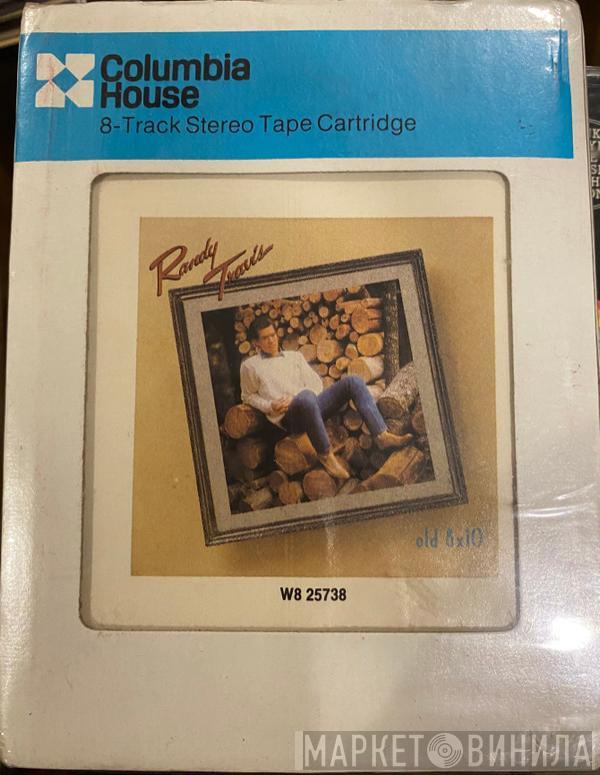 Columbia
House
8-Track Stereo Tape Cartridge
Randy
Travis
old 8x10
W8 25738
МАРКЕТ ВИНИЛА